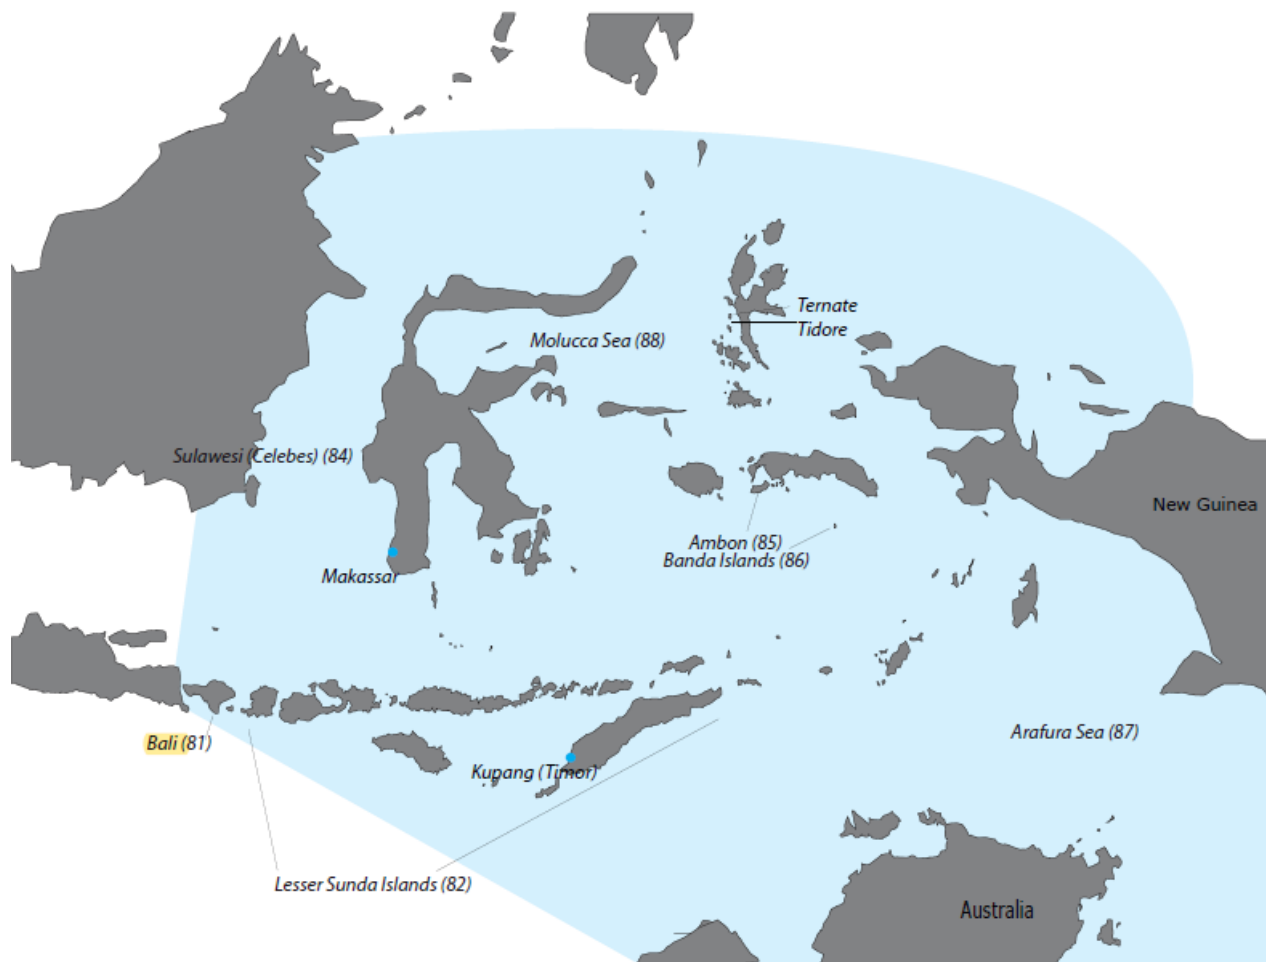 Ternate
Tidore
Molucca Sea (88)
Sulawesi (Celebes) (84)
New Guinea
Ambon (85)
Banda Islands (86)
Makassar
Arafura Sea (87)
Bali (81)
Kupang (Timor)
Lesser Sunda Islands (82)
Australia